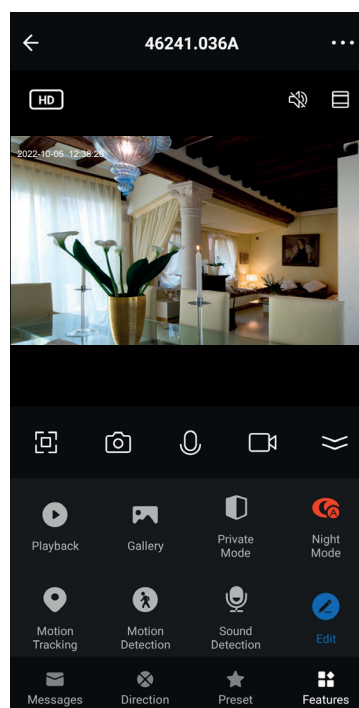 46241.036A
HD
2022-10-05 12:38:26
Playback
Gallery
Private
Mode
Night
Mode
Motion
Tracking
Motion
Detection
Sound
Detection
Edit
Messages
Direction
Preset
Features